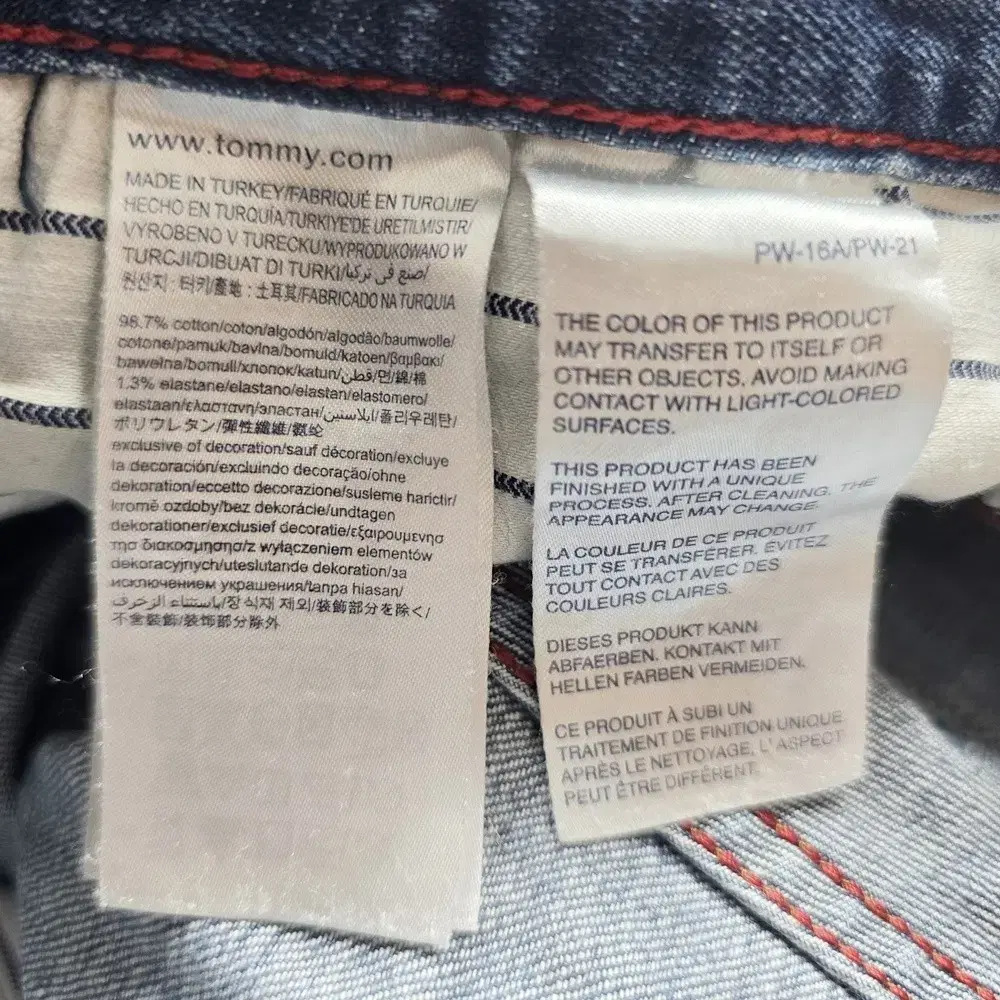 www.tommy.com
MADE IN TURKEY/FABRIQUÉ EN TURQUIE/
HECHO EN TURQUÍA/TURKIYE'DE URETILMISTIR/
VYROBENO V TURECKU/WYPRODUKOWANO W
TURCJI/DIBUAT DI TURKI/صنع في تركيا/
원산지 : 터키/產地 : 土耳其/FABRICADO NA TURQUIA
98.7% cotton/coton/algodón/algodão/baumwolle/
cotone/pamuk/bavlna/bomuld/katoen/βαμβακι/
bawełna/bomull/хлопок/katun/قطن/면/綿/棉
1.3% elastane/elastano/elastan/elastomero/
elastaan/ελαστανη/эластан/ايلاستين/폴리우레탄/
ポリウレタン/彈性纖維/氨纶
exclusive of decoration/sauf décoration/excluye
la decoración/excluindo decoração/ohne
dekoration/eccetto decorazione/susleme harictir/
kromě ozdoby/bez dekorácie/undtagen
dekorationer/exclusief decoratie/εξαιρουμενησ
τησ διακοσμησησ/z wyłączeniem elementów
dekoracyjnych/uteslutande dekoration/за
исключением украшения/tanpa hiasan/
باستثناء الزخرف/장식재 제외/装飾部分を除く/
不含裝飾/装饰部分除外
PW-16A/PW-21
THE COLOR OF THIS PRODUCT
MAY TRANSFER TO ITSELF OR
OTHER OBJECTS. AVOID MAKING
CONTACT WITH LIGHT-COLORED
SURFACES.
THIS PRODUCT HAS BEEN
FINISHED WITH A UNIQUE
PROCESS. AFTER CLEANING, THE
APPEARANCE MAY CHANGE.
LA COULEUR DE CE PRODUIT
PEUT SE TRANSFÉRER. ÉVITEZ
TOUT CONTACT AVEC DES
COULEURS CLAIRES.
DIESES PRODUKT KANN
ABFAERBEN. KONTAKT MIT
HELLEN FARBEN VERMEIDEN.
CE PRODUIT À SUBI UN
TRAITEMENT DE FINITION UNIQUE
APRÈS LE NETTOYAGE, L'ASPECT
PEUT ÊTRE DIFFÉRENT.